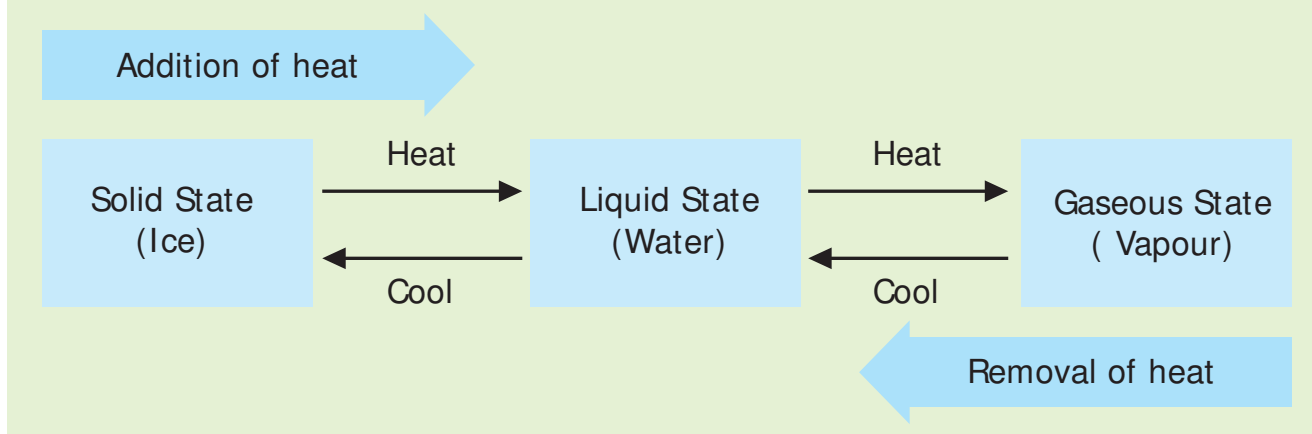 Addition of heat
Heat
Heat
Solid State
(Ice)
Liquid State
(Water)
Gaseous State
( Vapour)
Cool
Cool
Removal of heat